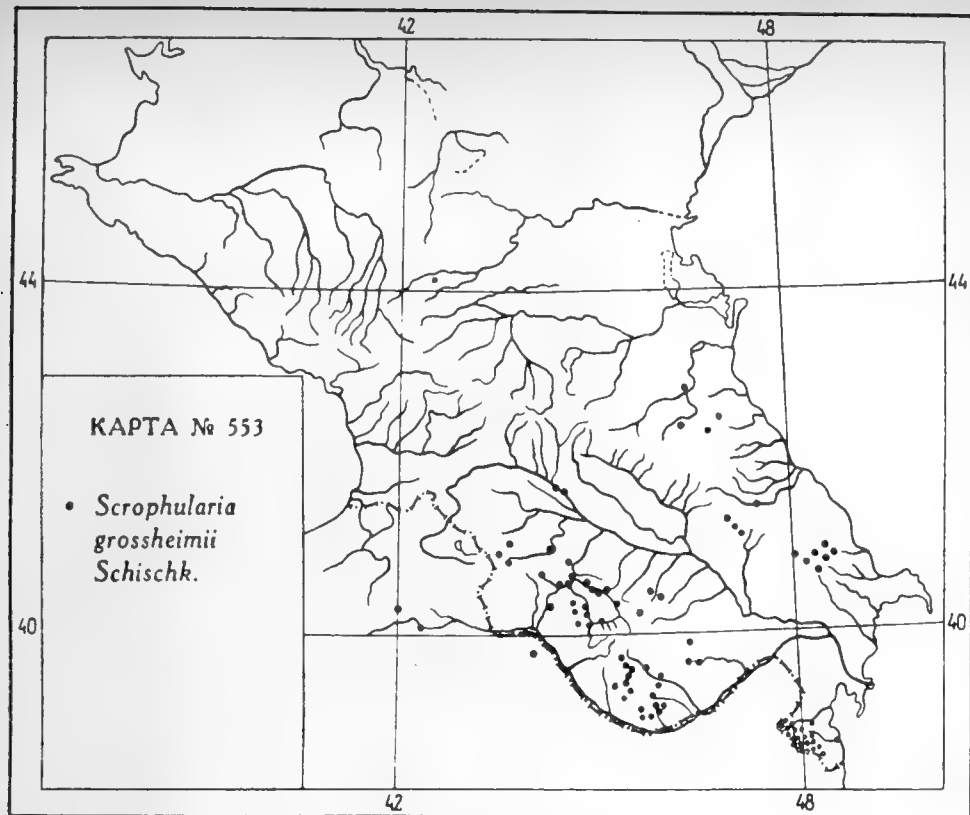 42 48
44 44
КАРТА № 553
• Scrophularia
grossheimii
Schischk.
40 40
42 48